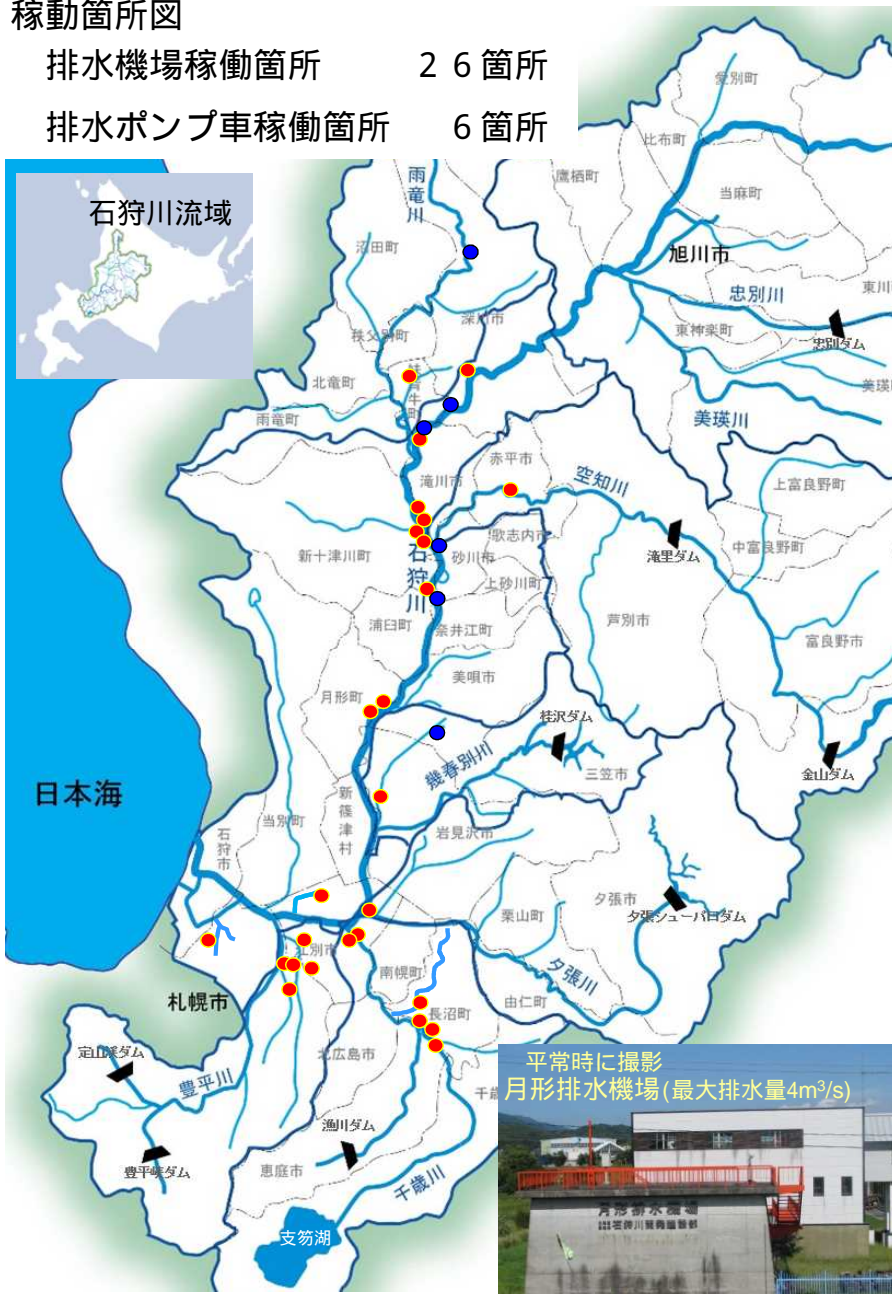 稼動箇所図
排水機場稼働箇所 ２６箇所
排水ポンプ車稼働箇所 ６箇所
石狩川流域
愛別町
比布町
鷹栖町
当麻町
雨竜川
沼田町
旭川市
忠別川
東川
深川市
東神楽町
忠別ダム
秩父別町
北竜町
妹背牛町
美瑛
雨竜町
美瑛川
赤平市
滝川市
空知川
上富良野町
歌志内市
新十津川町
石狩川
砂川市
滝里ダム
中富良野町
上砂川町
浦臼町
奈井江町
芦別市
富良野市
美唄市
月形町
桂沢ダム
幾春別川
三笠市
金山ダム
日本海
新篠津村
当別町
石狩市
岩見沢市
夕張市
栗山町
夕張シューパロダム
江別市
南幌町
夕張川
札幌市
長沼町
由仁町
北広島市
定山渓ダム
豊平川
千歳
漁川ダム
豊平峡ダム
恵庭市
千歳川
支笏湖
平常時に撮影
月形排水機場(最大排水量4m³/s)
月形排水機場